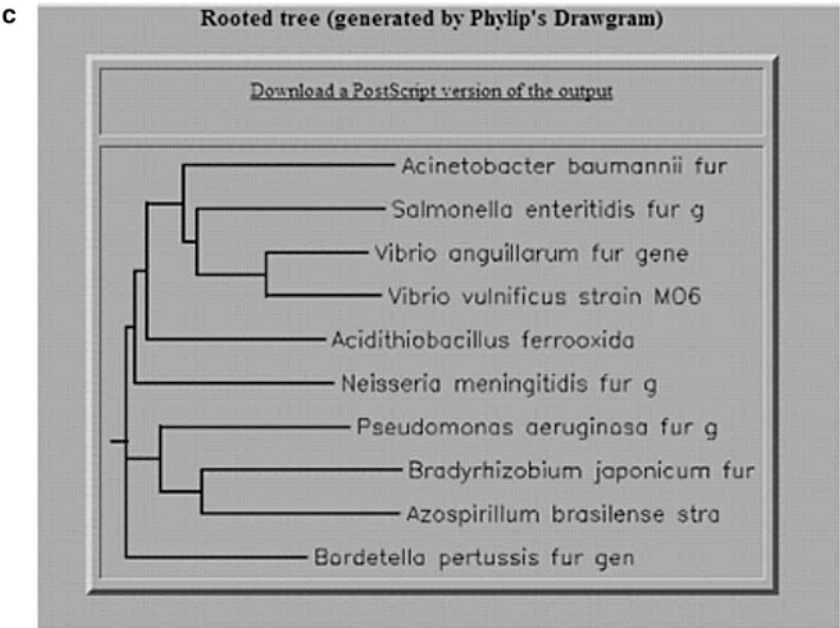 c
Rooted tree (generated by Phylip's Drawgram)
Download a PostScript version of the output
Acinetobacter baumannii fur
Salmonella enteritidis fur g
Vibrio anguillarum fur gene
Vibrio vulnificus strain MO6
Acidithiobacillus ferrooxida
Neisseria meningitidis fur g
Pseudomonas aeruginosa fur g
Bradyrhizobium japonicum fur
Azospirillum brasilense stra
Bordetella pertussis fur gen